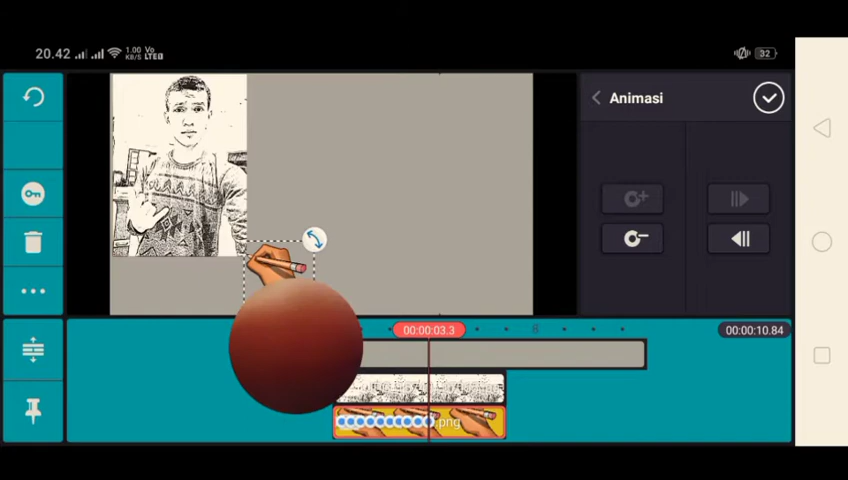 20.42
1.00
KB/S
Vo
LTE
32
Animasi
00:00:03.3
00:00:10.84
.png